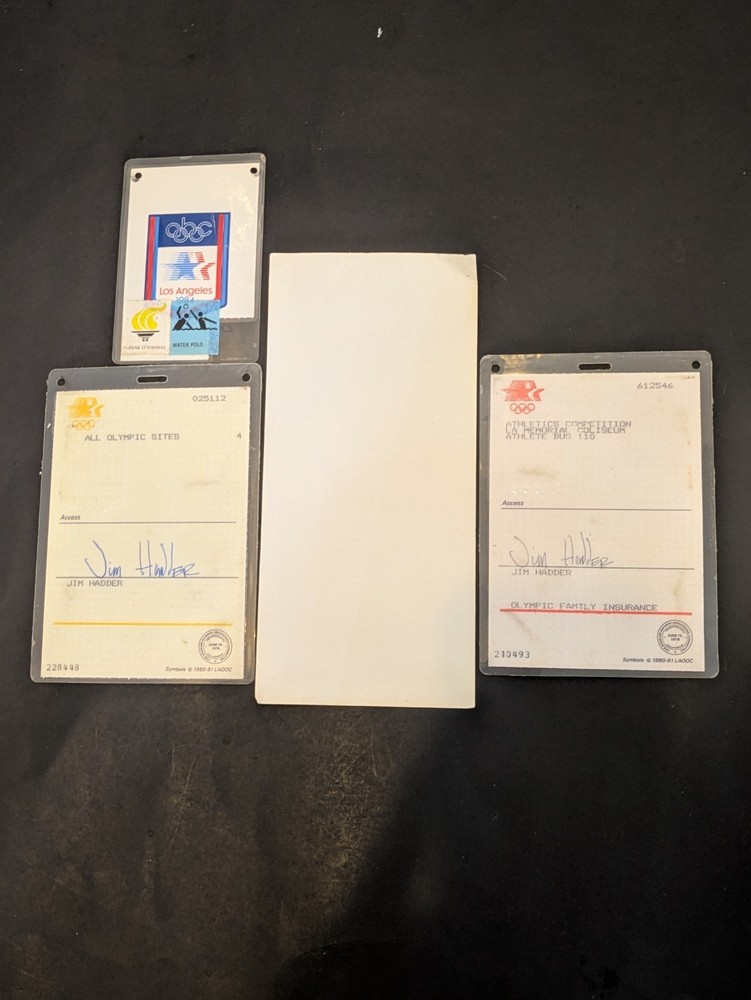 abc
Los Angeles
1984
WATER POLO
025112
ALL OLYMPIC SITES 4
Access
Jim Hadder
JIM HADDER
228448
Symbols © 1980-81 LAOOC
612546
ATHLETICS COMPETITION
LA MEMORIAL COLISEUM
ATHLETE BUS
Access
Jim Hadder
JIM HADDER
OLYMPIC FAMILY INSURANCE
210493
Symbols © 1980-81 LAOOC